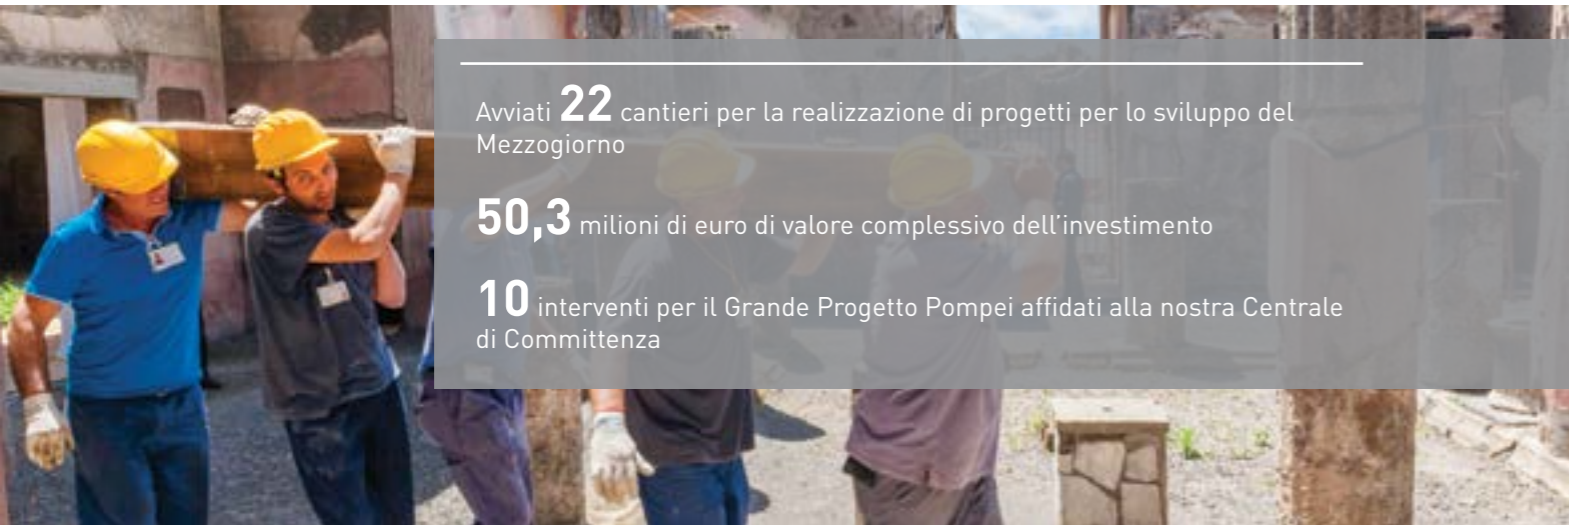 Avviati 22 cantieri per la realizzazione di progetti per lo sviluppo del
Mezzogiorno
50,3 milioni di euro di valore complessivo dell'investimento
10 interventi per il Grande Progetto Pompei affidati alla nostra Centrale
di Committenza